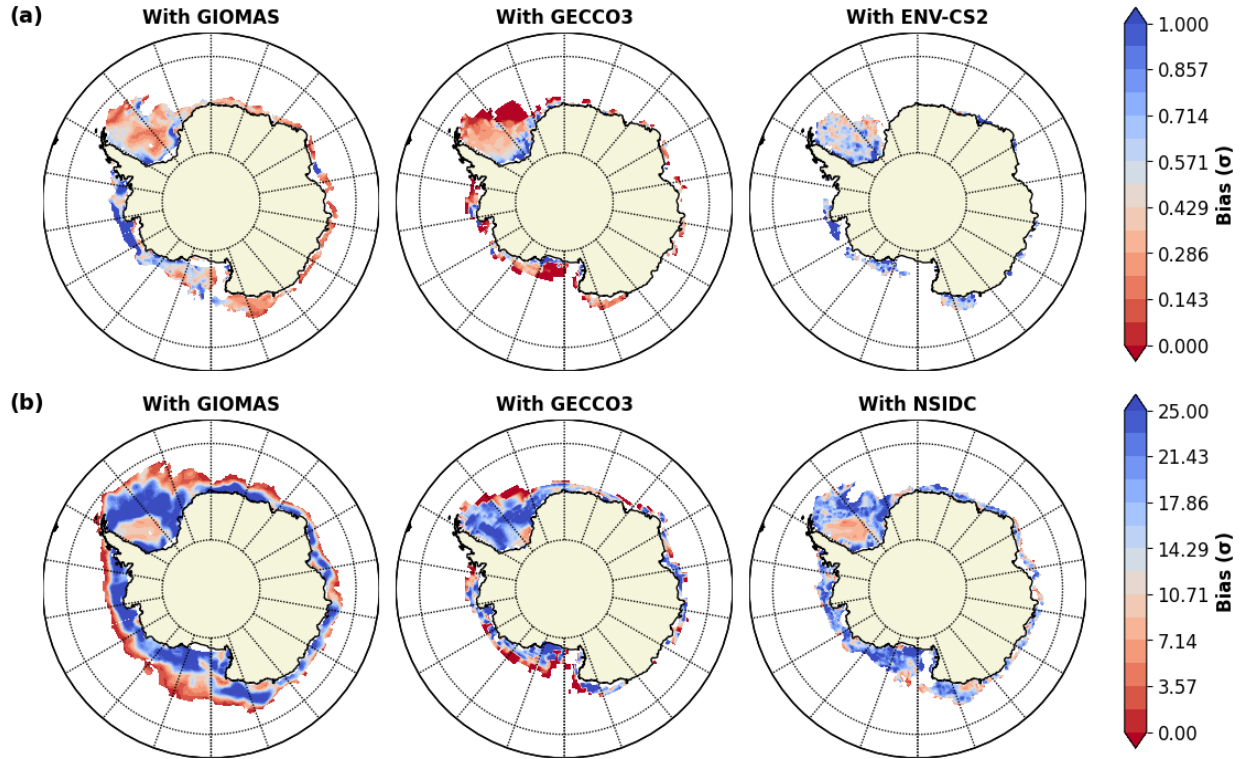 (a)
With GIOMAS
With GECCO3
With ENV-CS2
1.000
0.857
0.714
0.571
0.429
0.286
0.143
0.000
Bias (σ)
(b)
With GIOMAS
With GECCO3
With NSIDC
25.00
21.43
17.86
14.29
10.71
7.14
3.57
0.00
Bias (σ)